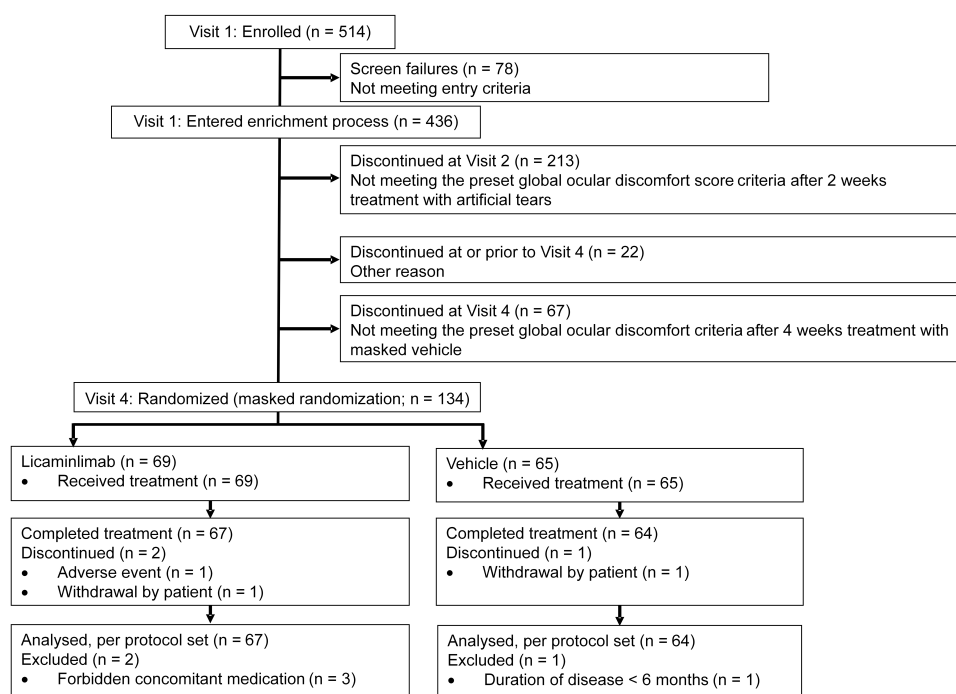 Visit 1: Enrolled (n = 514)
Screen failures (n = 78)
Not meeting entry criteria
Visit 1: Entered enrichment process (n = 436)
Discontinued at Visit 2 (n = 213)
Not meeting the preset global ocular discomfort score criteria after 2 weeks
treatment with artificial tears
Discontinued at or prior to Visit 4 (n = 22)
Other reason
Discontinued at Visit 4 (n = 67)
Not meeting the preset global ocular discomfort criteria after 4 weeks treatment with
masked vehicle
Visit 4: Randomized (masked randomization; n = 134)
Licaminlimab (n = 69)
• Received treatment (n = 69)
Vehicle (n = 65)
• Received treatment (n = 65)
Completed treatment (n = 67)
Discontinued (n = 2)
• Adverse event (n = 1)
• Withdrawal by patient (n = 1)
Completed treatment (n = 64)
Discontinued (n = 1)
• Withdrawal by patient (n = 1)
Analysed, per protocol set (n = 67)
Excluded (n = 2)
• Forbidden concomitant medication (n = 3)
Analysed, per protocol set (n = 64)
Excluded (n = 1)
• Duration of disease < 6 months (n = 1)